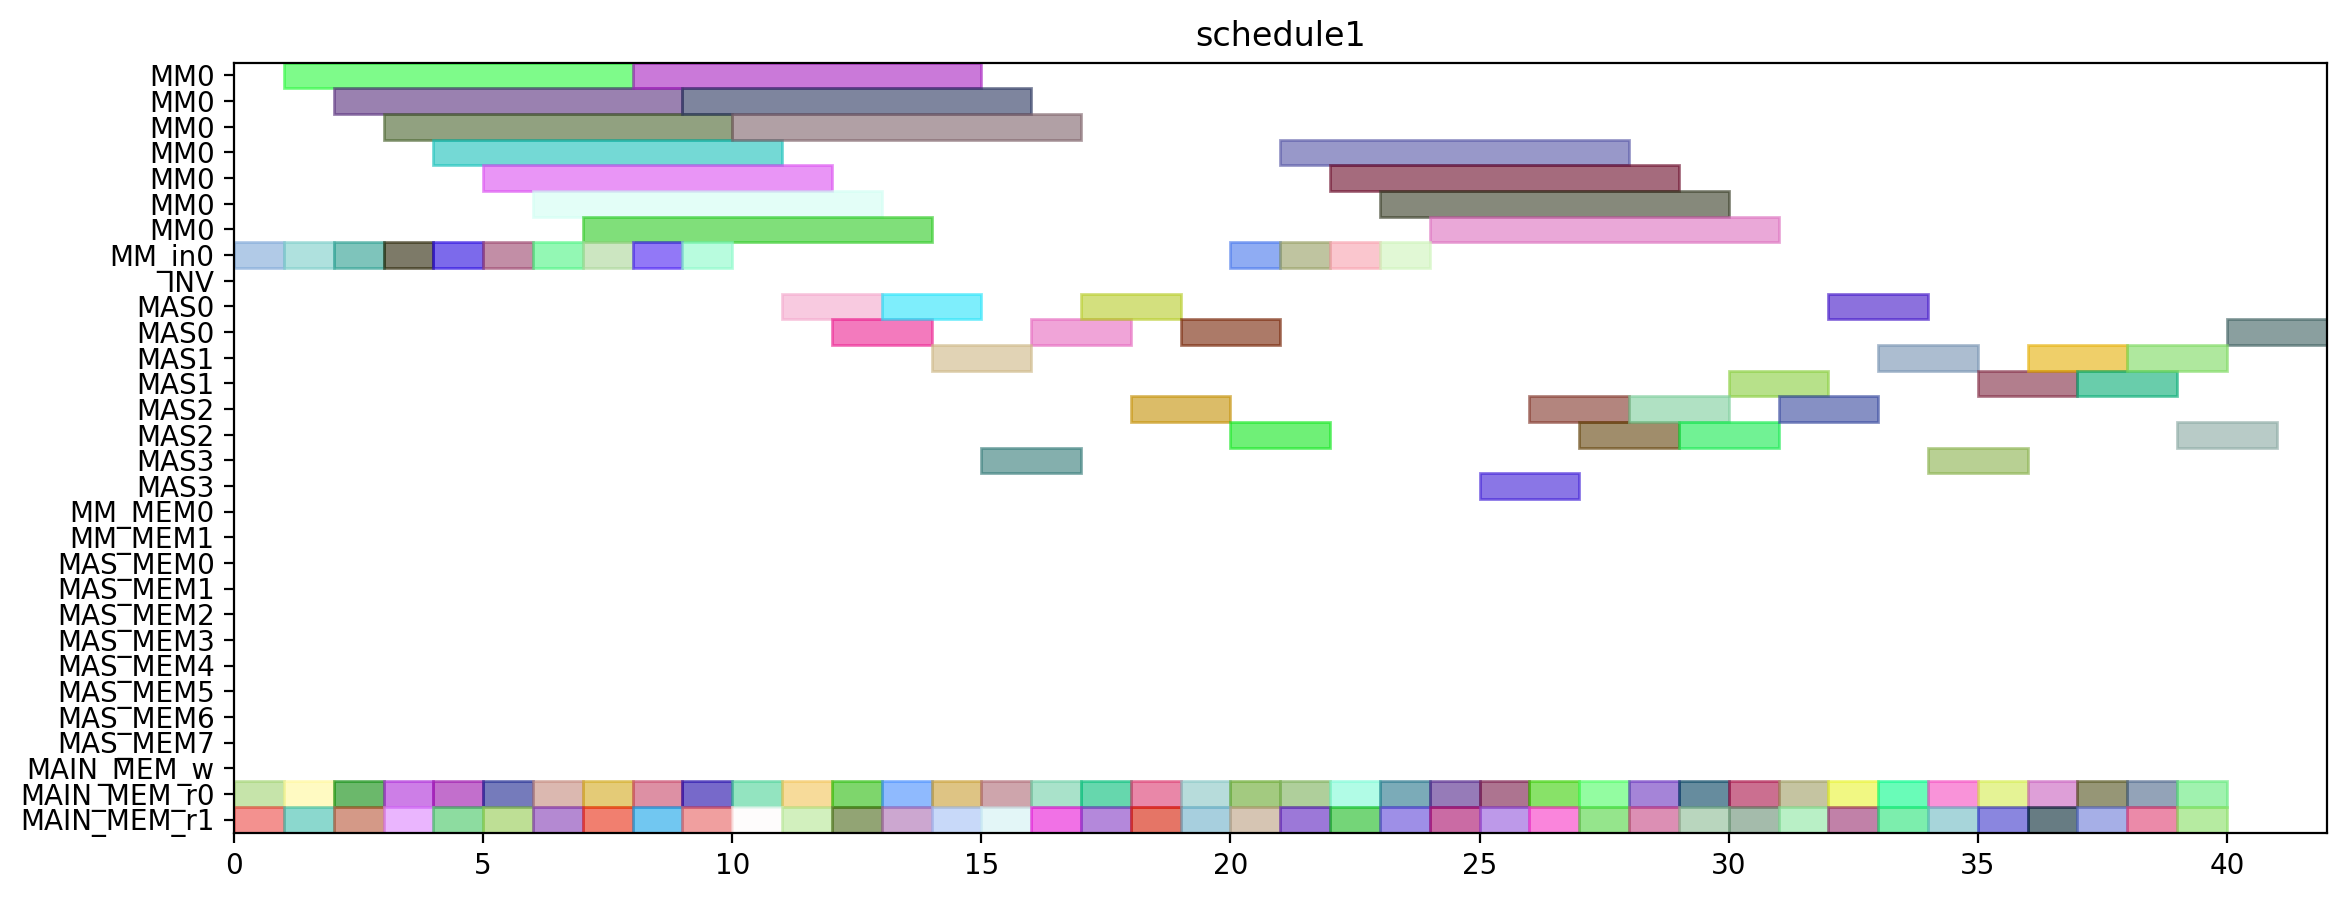 schedule1
MM0
MM0
MM0
MM0
MM0
MM0
MM0
MM_in0
INV
MAS0
MAS0
MAS1
MAS1
MAS2
MAS2
MAS3
MAS3
MM_MEM0
MM_MEM1
MAS_MEM0
MAS_MEM1
MAS_MEM2
MAS_MEM3
MAS_MEM4
MAS_MEM5
MAS_MEM6
MAS_MEM7
MAIN_MEM_w
MAIN_MEM_r0
MAIN_MEM_r1
0 5 10 15 20 25 30 35 40